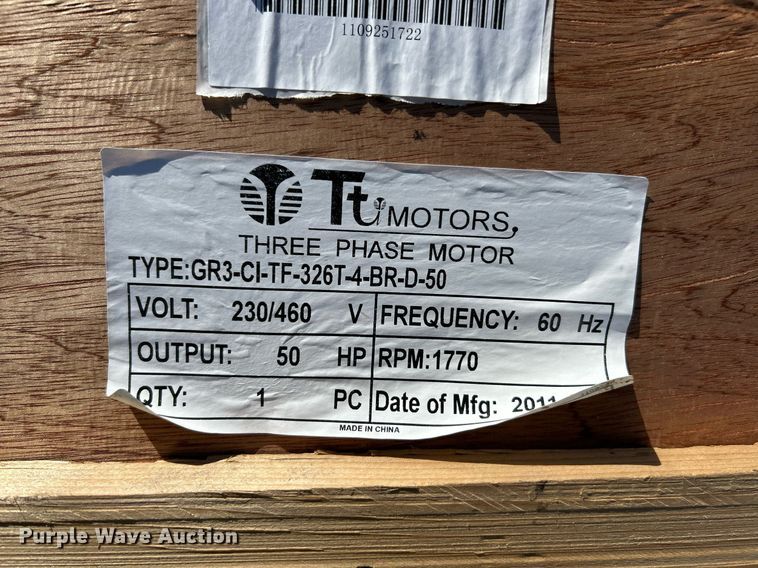 1109251722
Tt MOTORS,
THREE PHASE MOTOR
TYPE:GR3-CI-TF-326T-4-BR-D-50
VOLT: 230/460 V FREQUENCY: 60 Hz
OUTPUT: 50 HP RPM:1770
QTY: 1 PC Date of Mfg: 2011
MADE IN CHINA
Purple Wave Auction